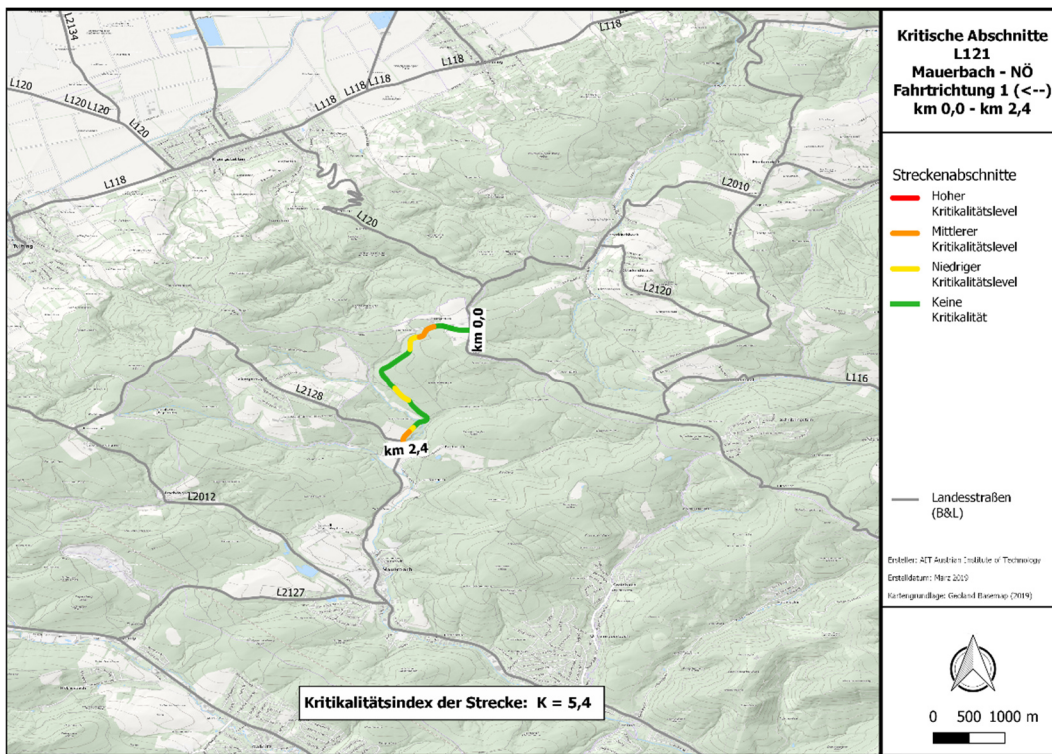 Kritische Abschnitte
L121
Mauerbach - NÖ
Fahrtrichtung 1 (<--)
km 0,0 - km 2,4
Streckenabschnitte
Hoher
Kritikalitätslevel
Mittlerer
Kritikalitätslevel
Niedriger
Kritikalitätslevel
Keine
Kritikalität
Landesstraßen
(B&L)
Ersteller: AIT Austrian Institute of Technology
Erstelldatum: März 2019
Kartengrundlage: Geoland Basemap (2019)
0 500 1000 m
L2134
L120
L120
L120
L120
L118
L118
L118
L118
L118
L120
L2010
L2120
L116
km 0,0
L2128
km 2,4
L2012
L2127
Kritikalitätsindex der Strecke: K = 5,4